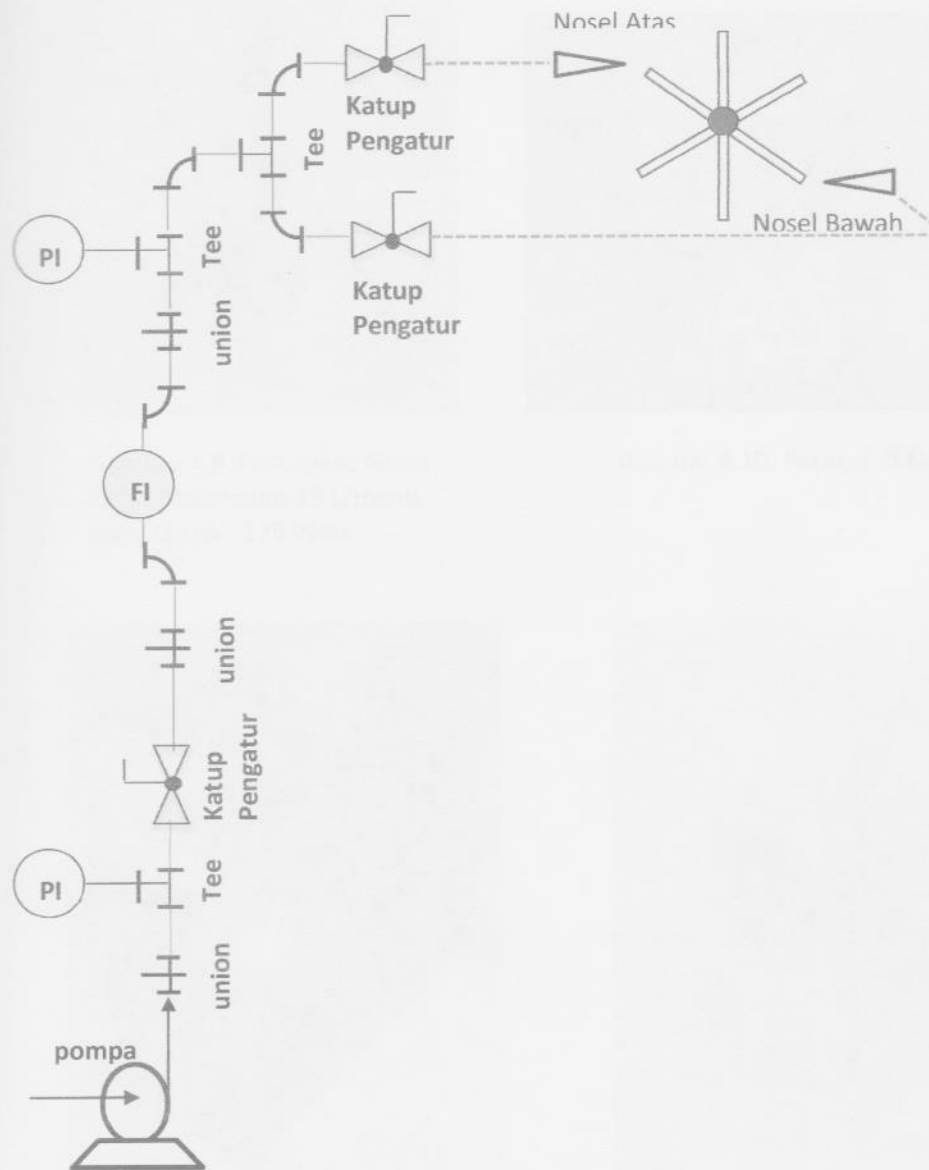 Nosel Atas
Katup
Pengatur
Tee
PI
Tee
Nosel Bawah
Katup
Pengatur
union
FI
union
Katup
Pengatur
PI
Tee
union
pompa